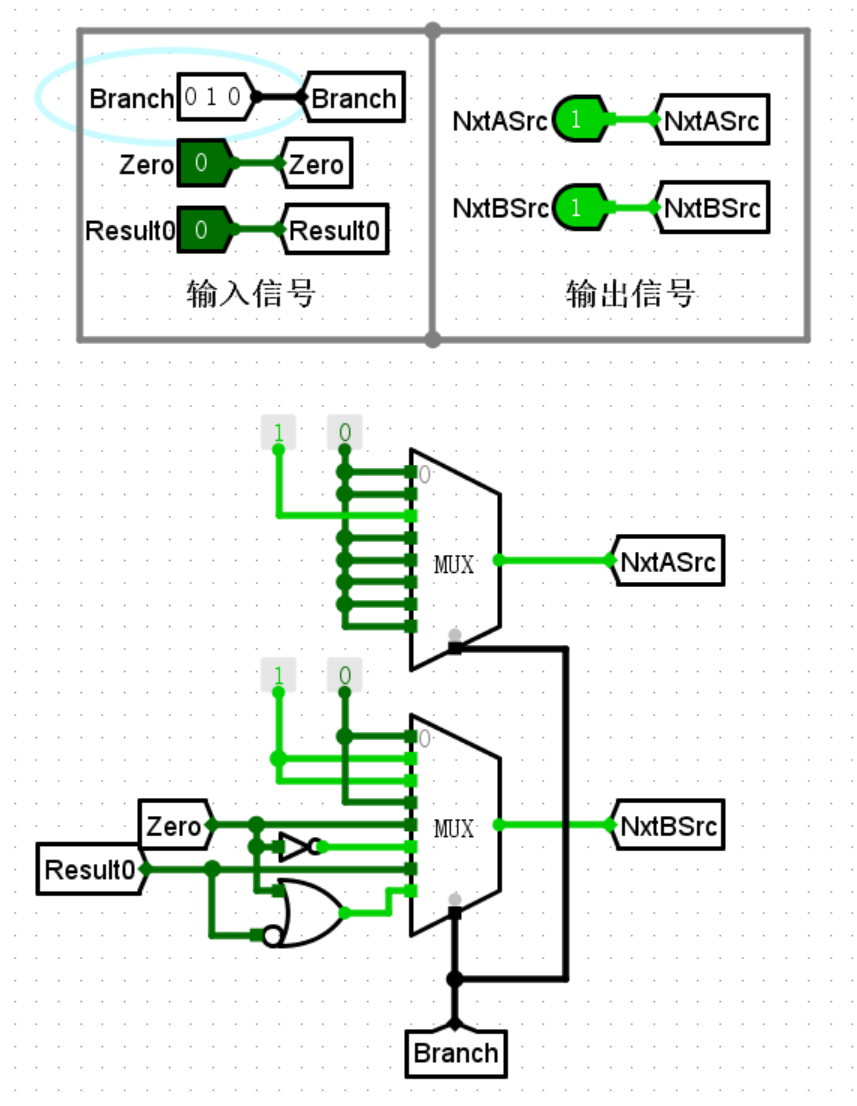 Branch 0 1 0 Branch
Zero 0 Zero
Result0 0 Result0
输入信号
NxtASrc 1 NxtASrc
NxtBSrc 1 NxtBSrc
输出信号
1 0
0
MUX
NxtASrc
1 0
0
MUX
NxtBSrc
Zero
Result0
Branch